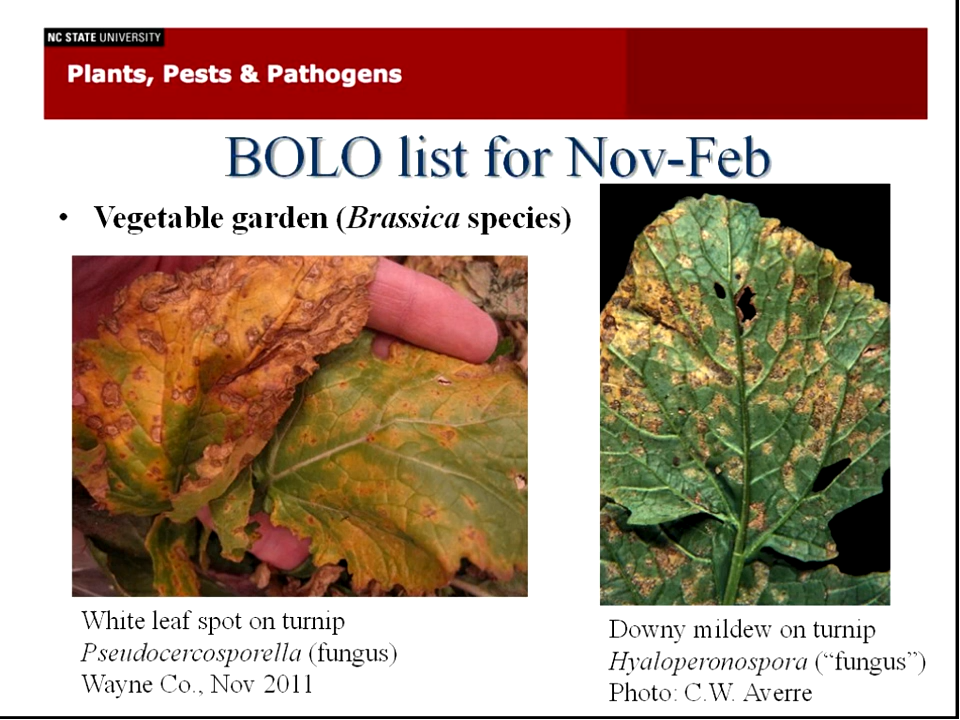 NC STATE UNIVERSITY
Plants, Pests & Pathogens
BOLO list for Nov-Feb
• Vegetable garden (Brassica species)
White leaf spot on turnip
Pseudocercosporella (fungus)
Wayne Co., Nov 2011
Downy mildew on turnip
Hyaloperonospora (“fungus”)
Photo: C.W. Averre